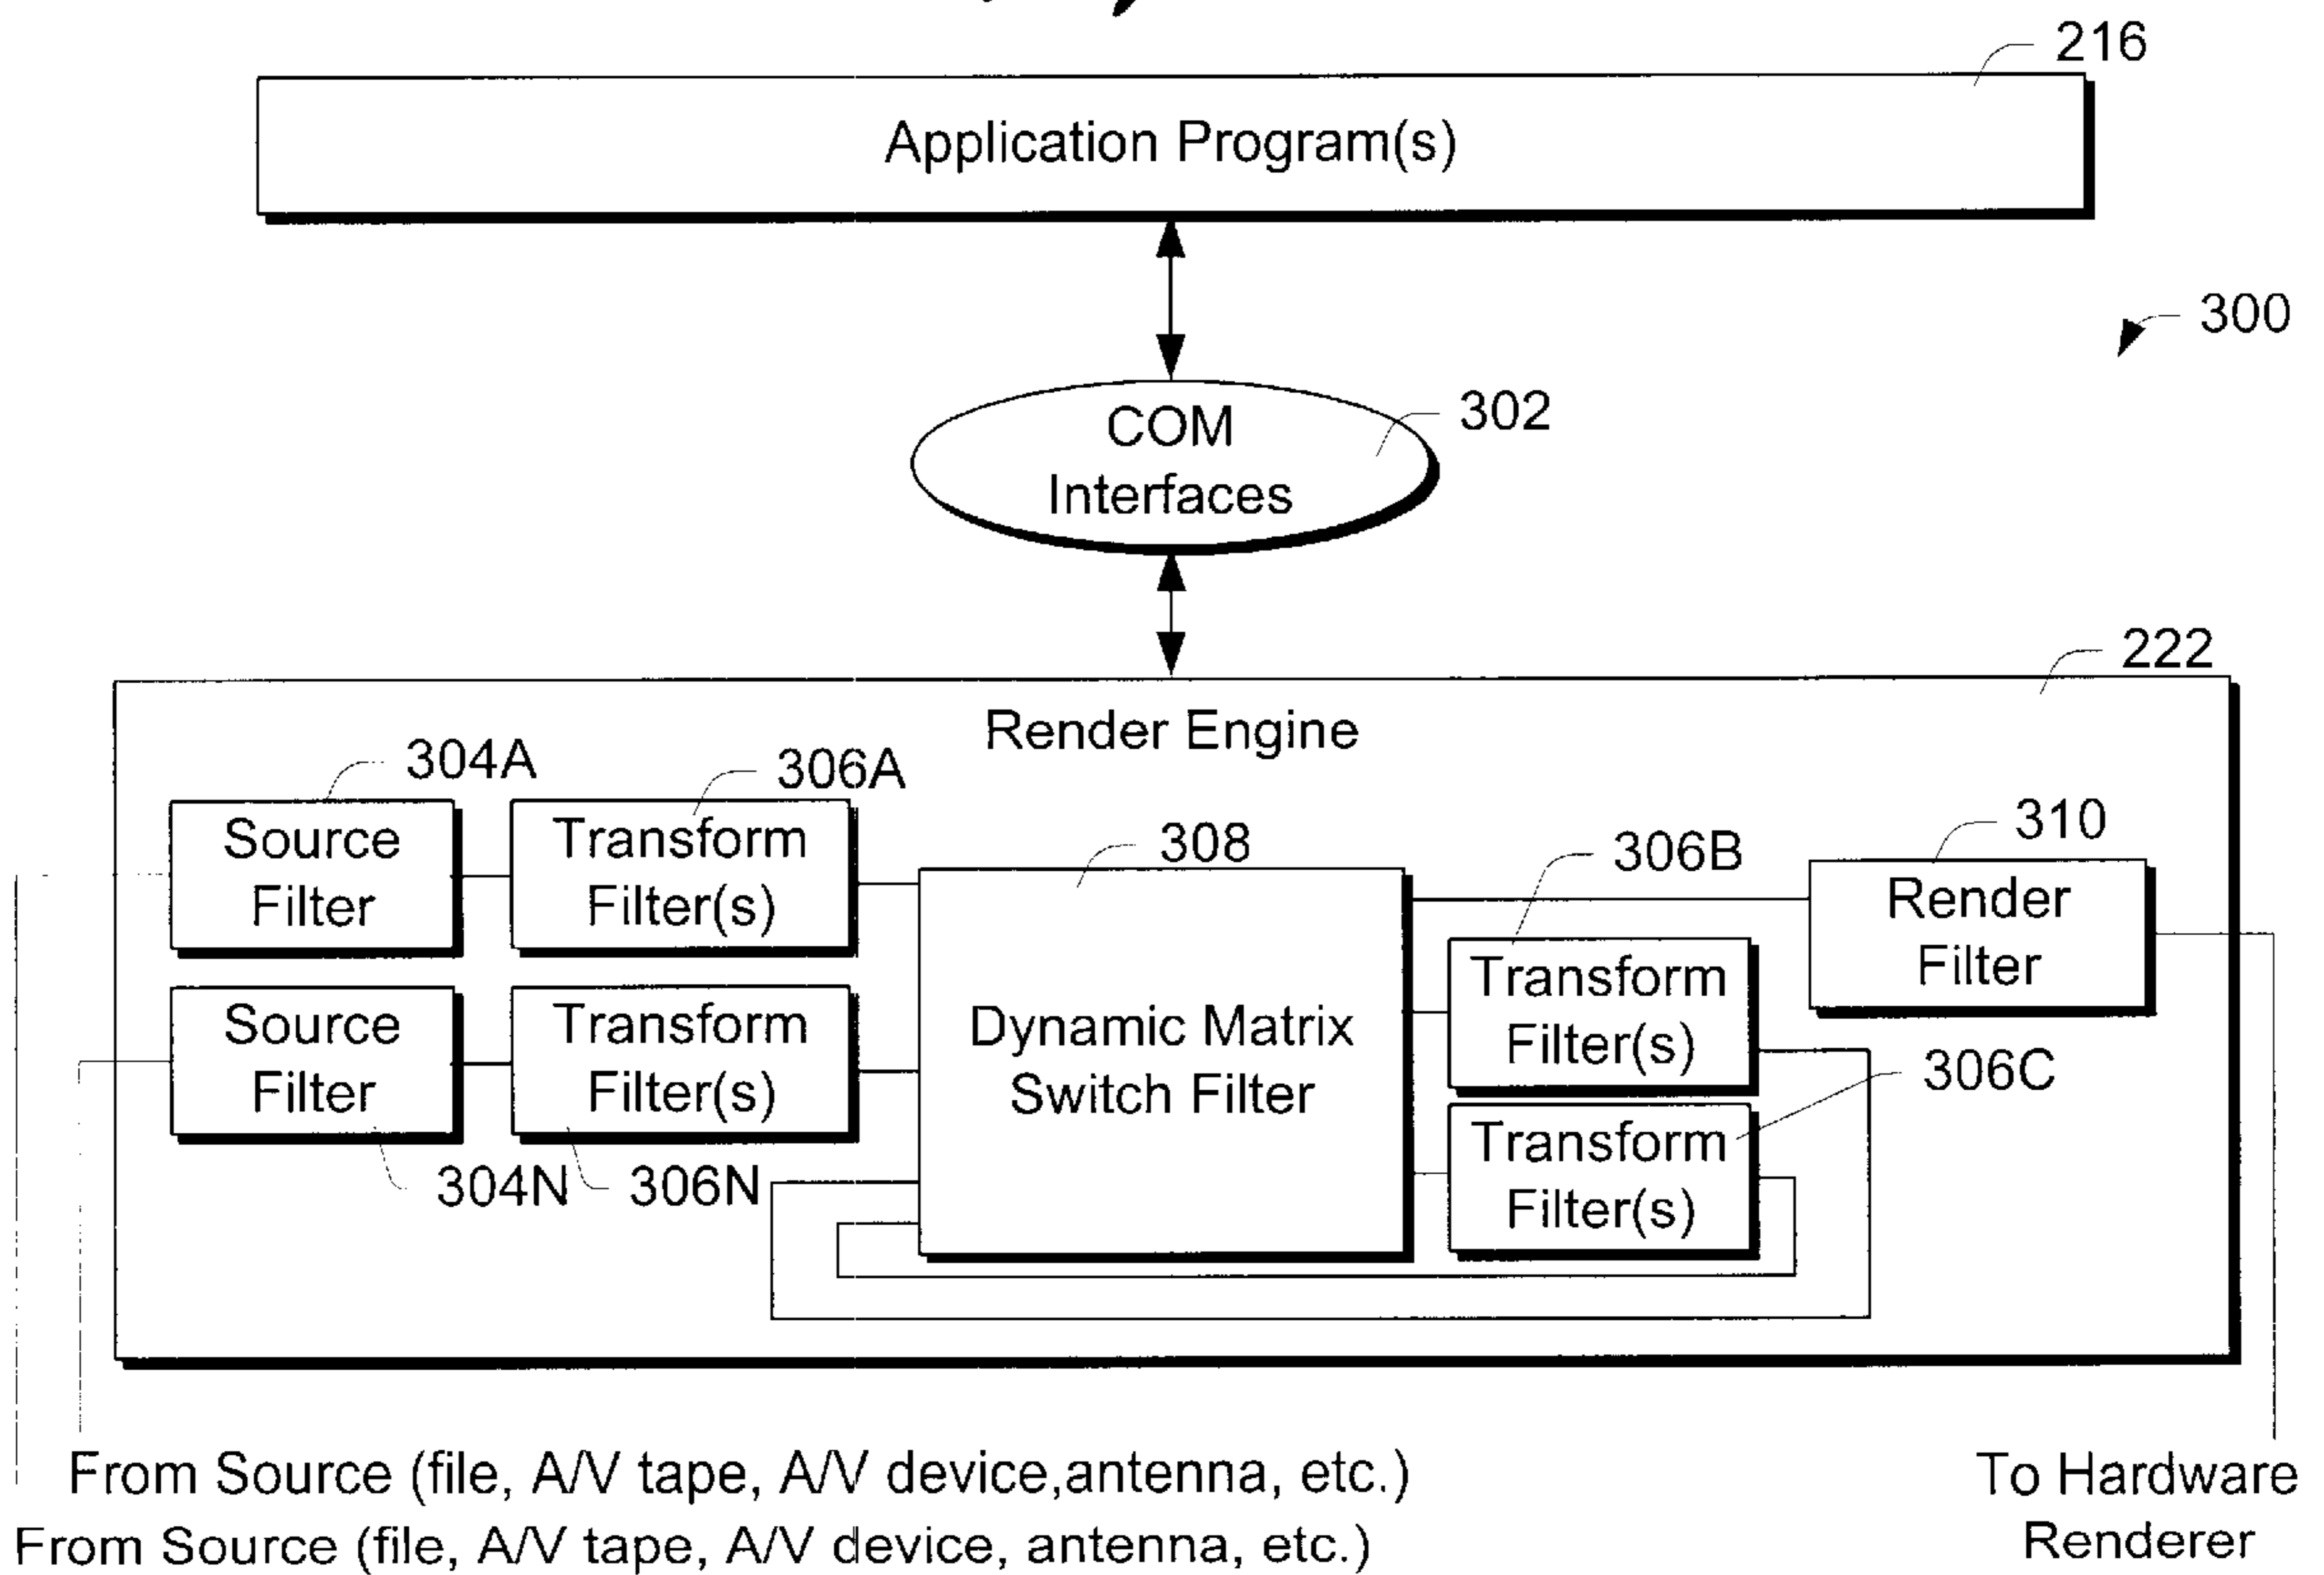 216
Application Program(s)
300
COM
Interfaces
302
222
Render Engine
304A
306A
Source
Filter
Transform
Filter(s)
308
306B
310
Render
Filter
Source
Filter
Transform
Filter(s)
Dynamic Matrix
Switch Filter
Transform
Filter(s)
306C
Transform
Filter(s)
304N
306N
From Source (file, A/V tape, A/V device,antenna, etc.)
From Source (file, A/V tape, A/V device, antenna, etc.)
To Hardware
Renderer